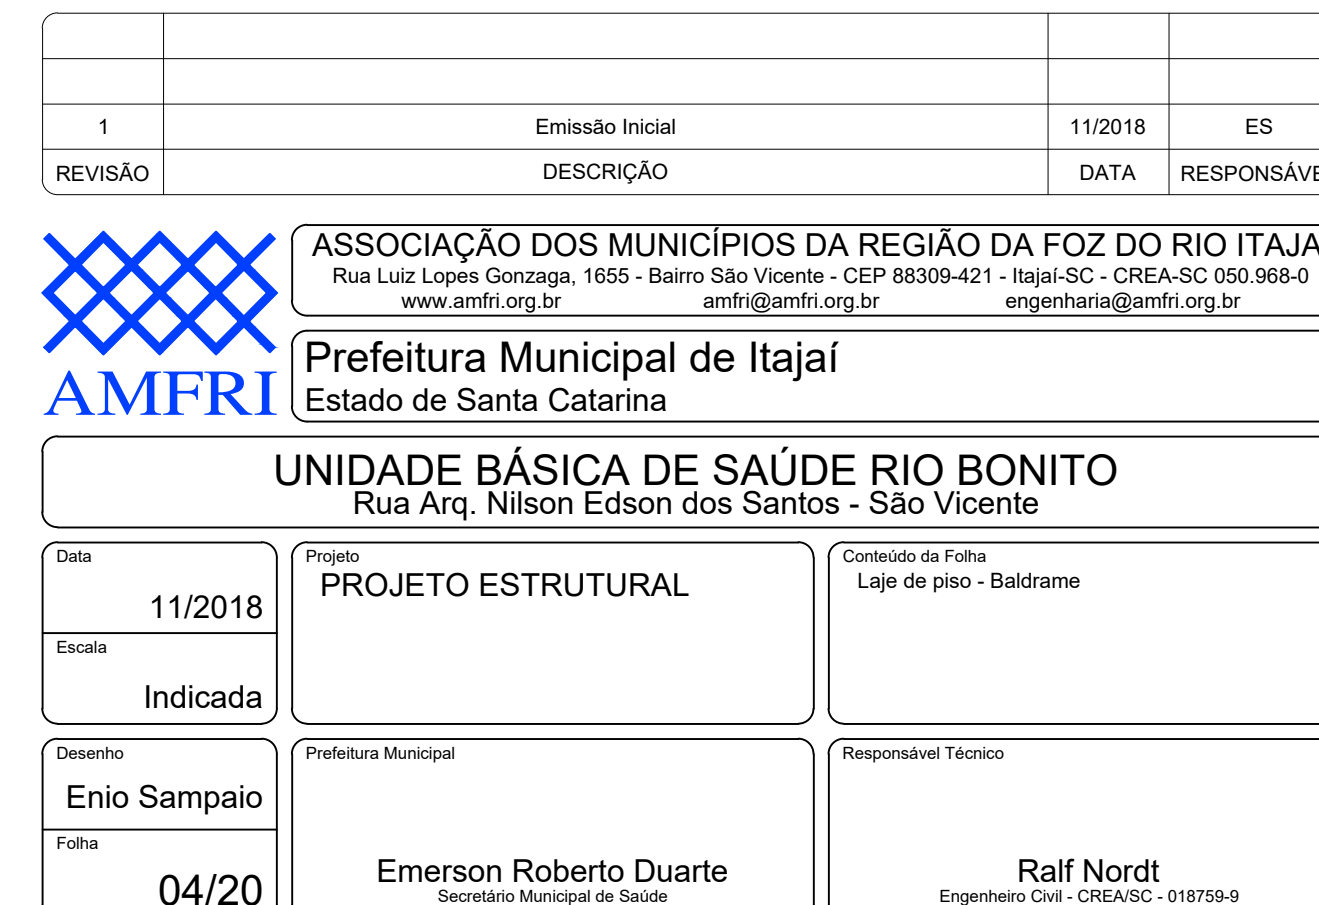 1 Emissão Inicial 11/2018 ES
REVISÃO DESCRIÇÃO DATA RESPONSÁVE
AMFRI
ASSOCIAÇÃO DOS MUNICÍPIOS DA REGIÃO DA FOZ DO RIO ITAJA
Rua Luiz Lopes Gonzaga, 1655 - Bairro São Vicente - CEP 88309-421 - Itajaí-SC - CREA-SC 050.968-0
www.amfri.org.br amfri@amfri.org.br engenharia@amfri.org.br
Prefeitura Municipal de Itajaí
Estado de Santa Catarina
UNIDADE BÁSICA DE SAÚDE RIO BONITO
Rua Arq. Nilson Edson dos Santos - São Vicente
Data
11/2018
Escala
Indicada
Projeto
PROJETO ESTRUTURAL
Conteúdo da Folha
Laje de piso - Baldrame
Desenho
Enio Sampaio
Folha
04/20
Prefeitura Municipal
Emerson Roberto Duarte
Secretário Municipal de Saúde
Responsável Técnico
Ralf Nordt
Engenheiro Civil - CREA/SC - 018759-9